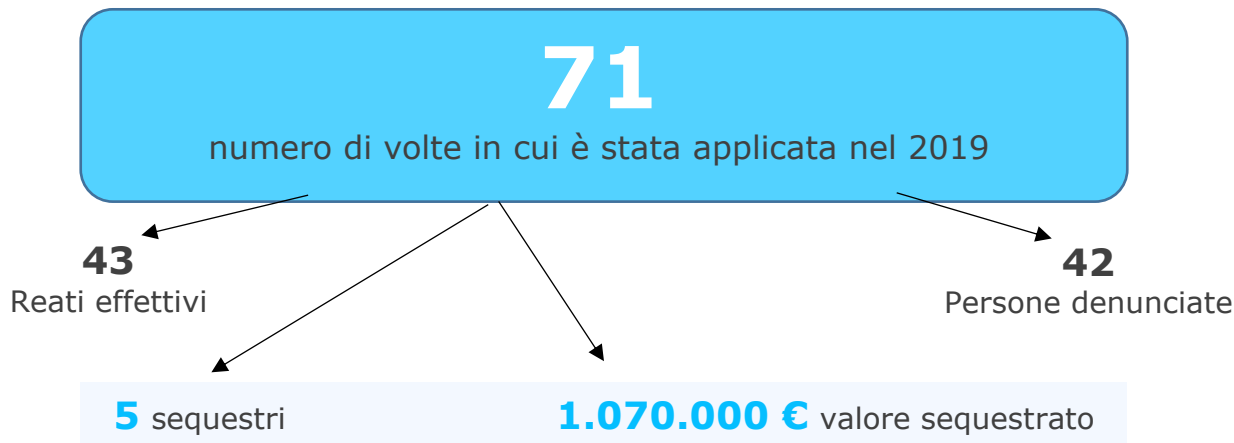 71
numero di volte in cui è stata applicata nel 2019
43
Reati effettivi
42
Persone denunciate
5 sequestri
1.070.000 € valore sequestrato